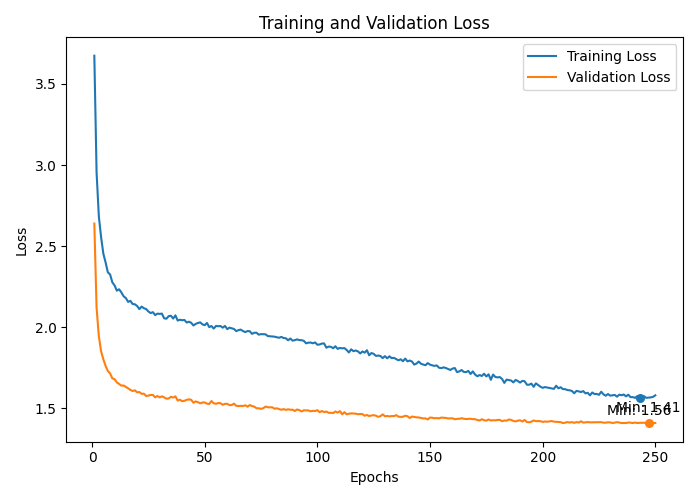 Training and Validation Loss
Training Loss
Validation Loss
3.5
3.0
2.5
2.0
1.5
Loss
Min: 1.41
Min: 1.56
0
50
100
150
200
250
Epochs